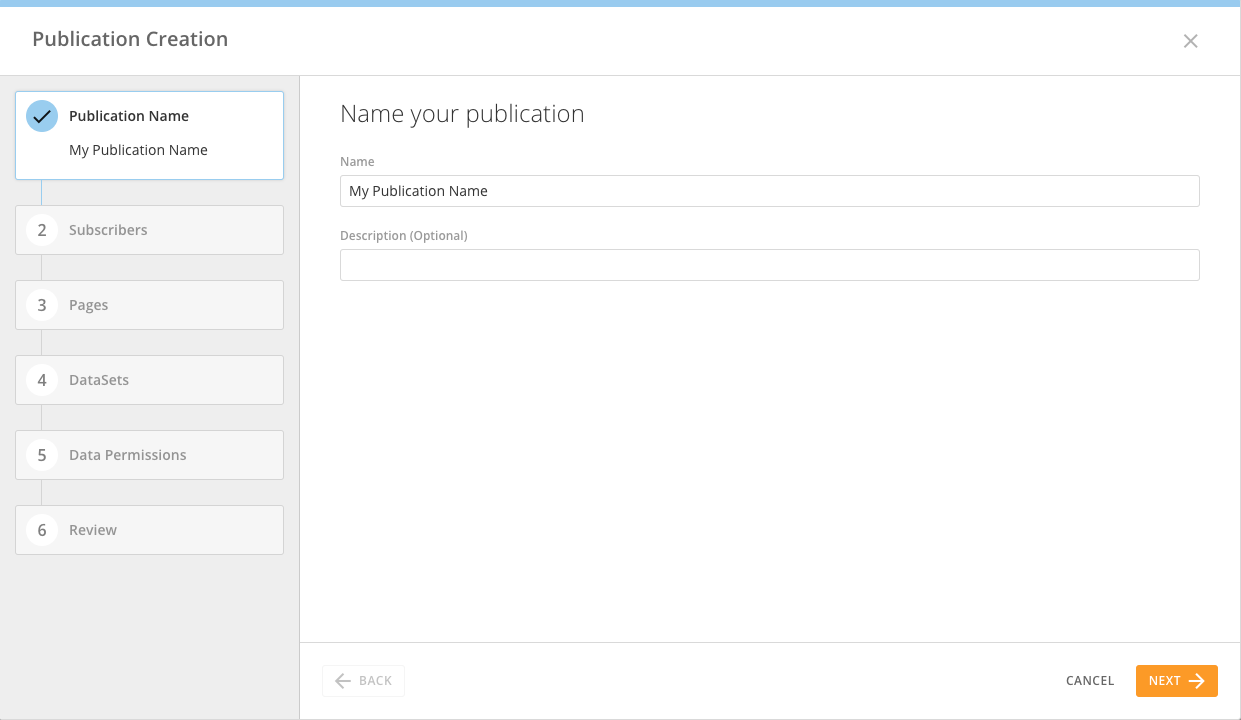 Publication Creation
Publication Name
My Publication Name
2 Subscribers
3 Pages
4 DataSets
5 Data Permissions
6 Review
Name your publication
Name
My Publication Name
Description (Optional)
BACK
CANCEL
NEXT